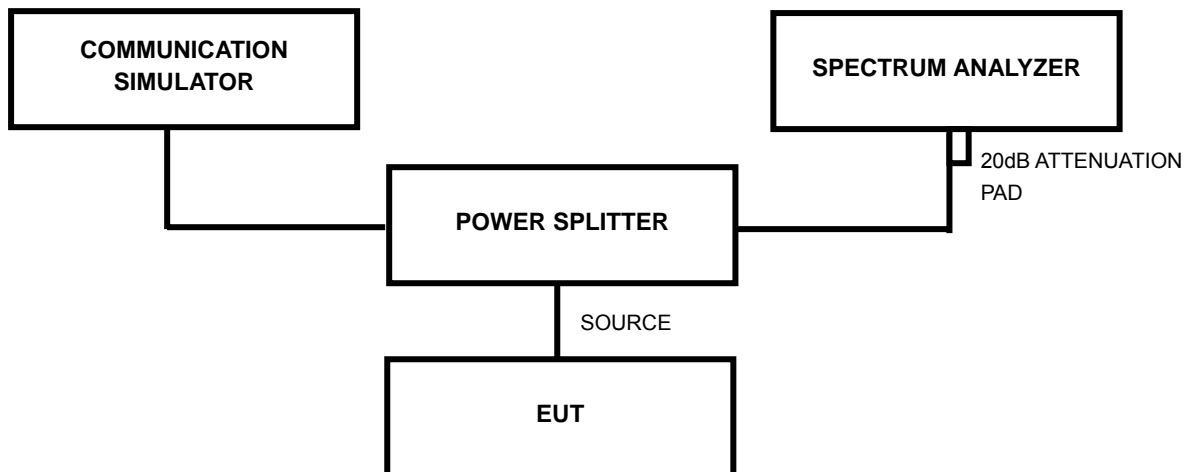 COMMUNICATION
SIMULATOR
SPECTRUM ANALYZER
20dB ATTENUATION
PAD
POWER SPLITTER
SOURCE
EUT